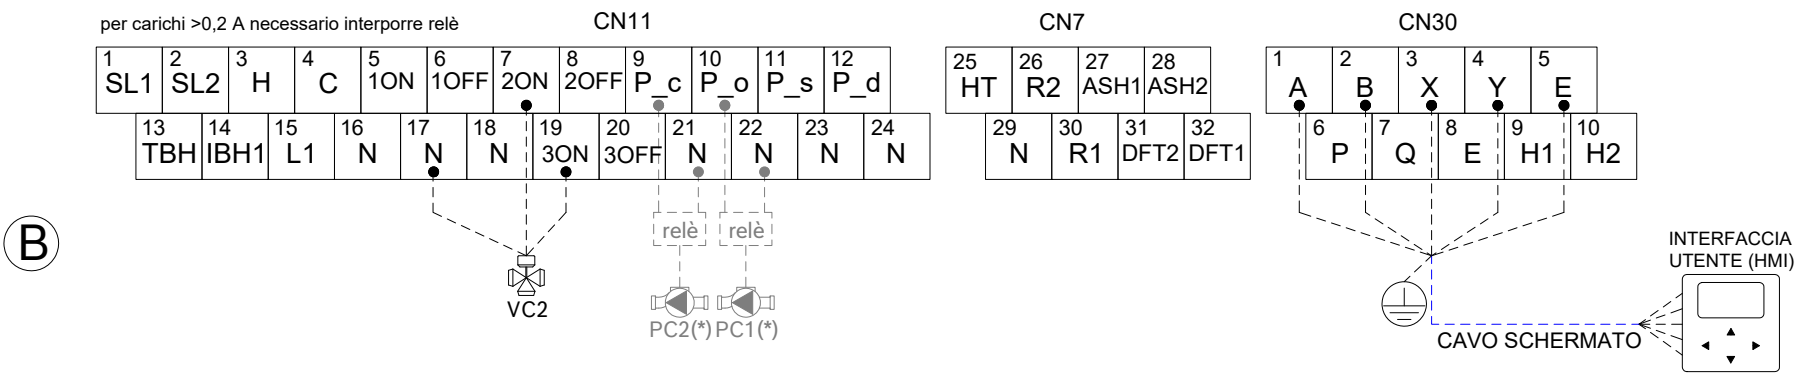 per carichi >0,2 A necessario interporre relè
CN11
CN7
CN30
1 2 3 4 5 6 7 8 9 10 11 12
SL1 SL2 H C 1ON 1OFF 2ON 2OFF P_c P_o P_s P_d
13 14 15 16 17 18 19 20 21 22 23 24
TBH IBH1 L1 N N N 3ON 3OFF N N N N
25 26 27 28
HT R2 ASH1 ASH2
29 30 31 32
N R1 DFT2 DFT1
1 2 3 4 5
A B X Y E
6 7 8 9 10
P Q E H1 H2
B
relè relè
VC2
PC2(*) PC1(*)
INTERFACCIA
UTENTE (HMI)
CAVO SCHERMATO